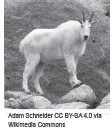 Adam Schneider CC BY-SA 4.0 via
Wikimedia Commons